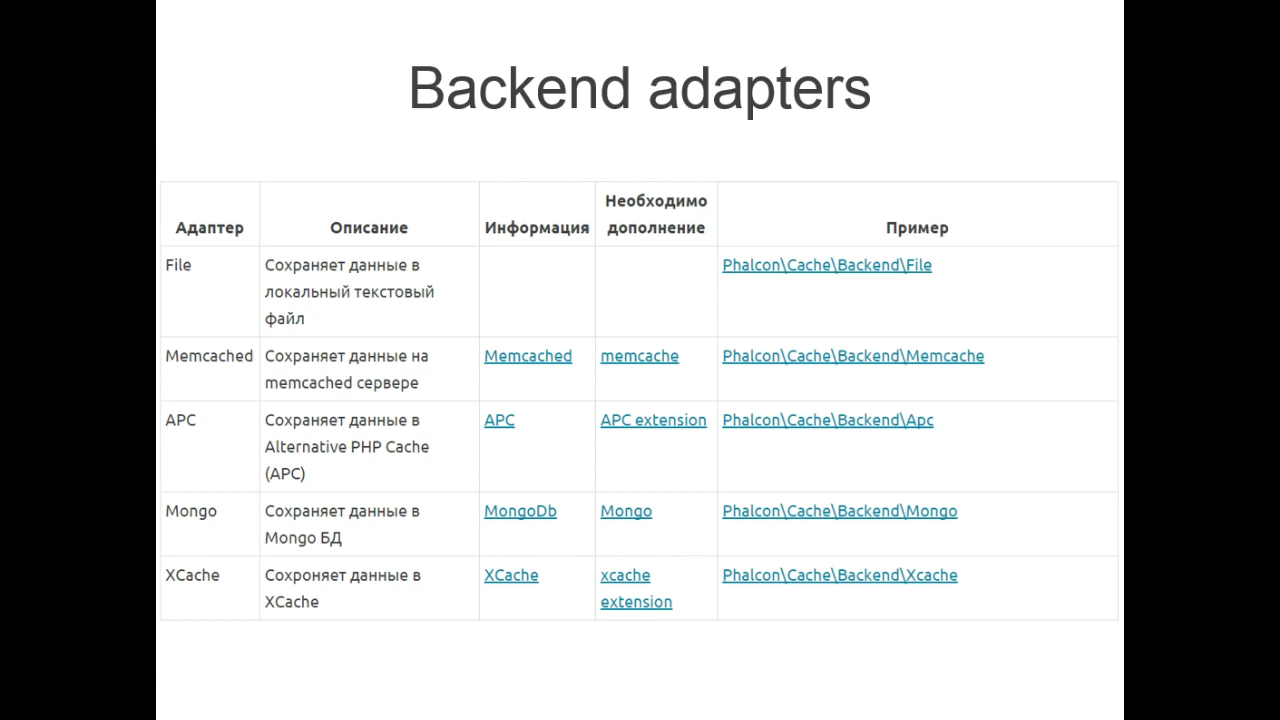 Backend adapters
Необходимо
Адаптер Описание Информация дополнение Пример
File Сохраняет данные в Phalcon\Cache\Backend\File
локальный текстовый
файл
Memcached Сохраняет данные на Memcached memcache Phalcon\Cache\Backend\Memcache
memcached сервере
APC Сохраняет данные в APC APC extension Phalcon\Cache\Backend\Apc
Alternative PHP Cache
(APC)
Mongo Сохраняет данные в MongoDb Mongo Phalcon\Cache\Backend\Mongo
Mongo БД
XCache Сохроняет данные в XCache xcache Phalcon\Cache\Backend\Xcache
XCache extension